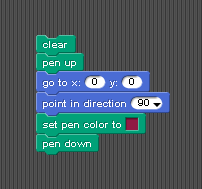 clear
pen up
go to x: 0 y: 0
point in direction 90
set pen color to
pen down